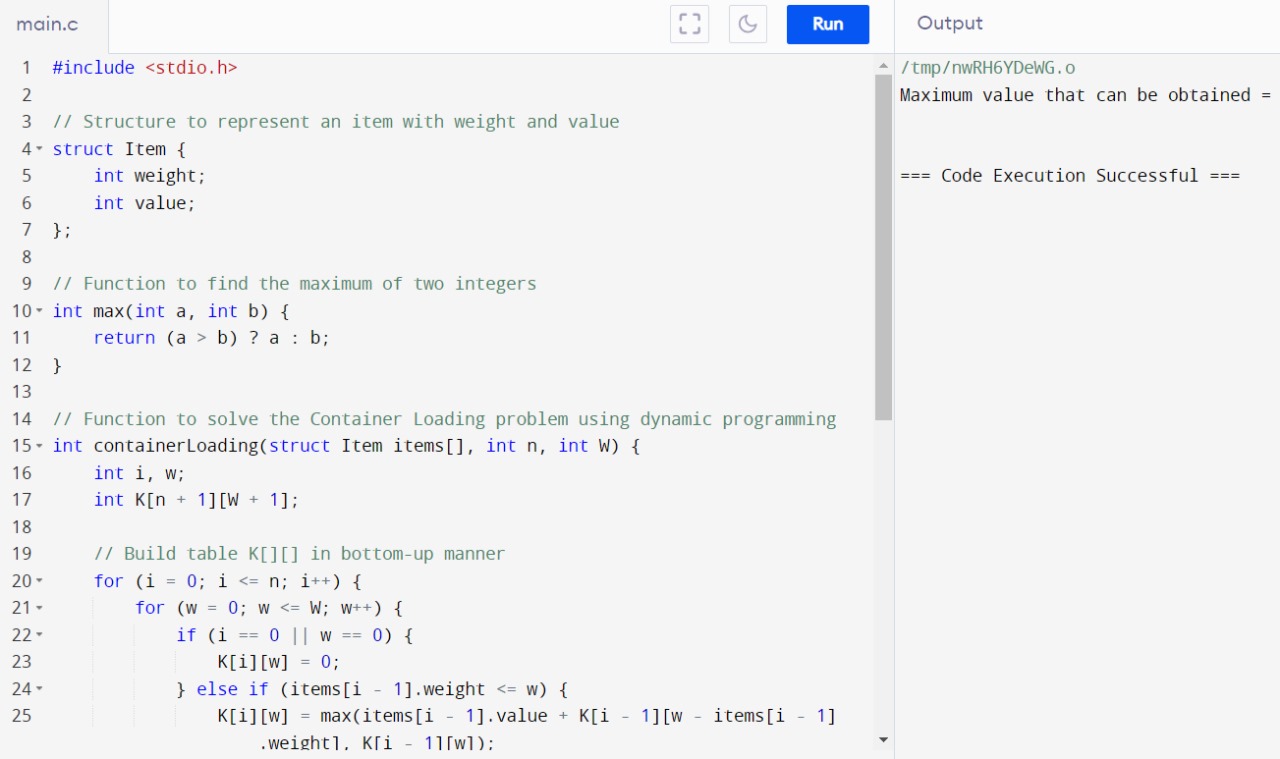 main.c
Run
Output
1 #include <stdio.h>
2
3 // Structure to represent an item with weight and value
4 struct Item {
5     int weight;
6     int value;
7 };
8
9 // Function to find the maximum of two integers
10 int max(int a, int b) {
11     return (a > b) ? a : b;
12 }
13
14 // Function to solve the Container Loading problem using dynamic programming
15 int containerLoading(struct Item items[], int n, int W) {
16     int i, w;
17     int K[n + 1][W + 1];
18
19     // Build table K[][] in bottom-up manner
20     for (i = 0; i <= n; i++) {
21         for (w = 0; w <= W; w++) {
22             if (i == 0 || w == 0) {
23                 K[i][w] = 0;
24             } else if (items[i - 1].weight <= w) {
25                 K[i][w] = max(items[i - 1].value + K[i - 1][w - items[i - 1]
                    .weight], K[i - 1][w]);
/tmp/nwRH6YDeWG.o
Maximum value that can be obtained =
=== Code Execution Successful ===